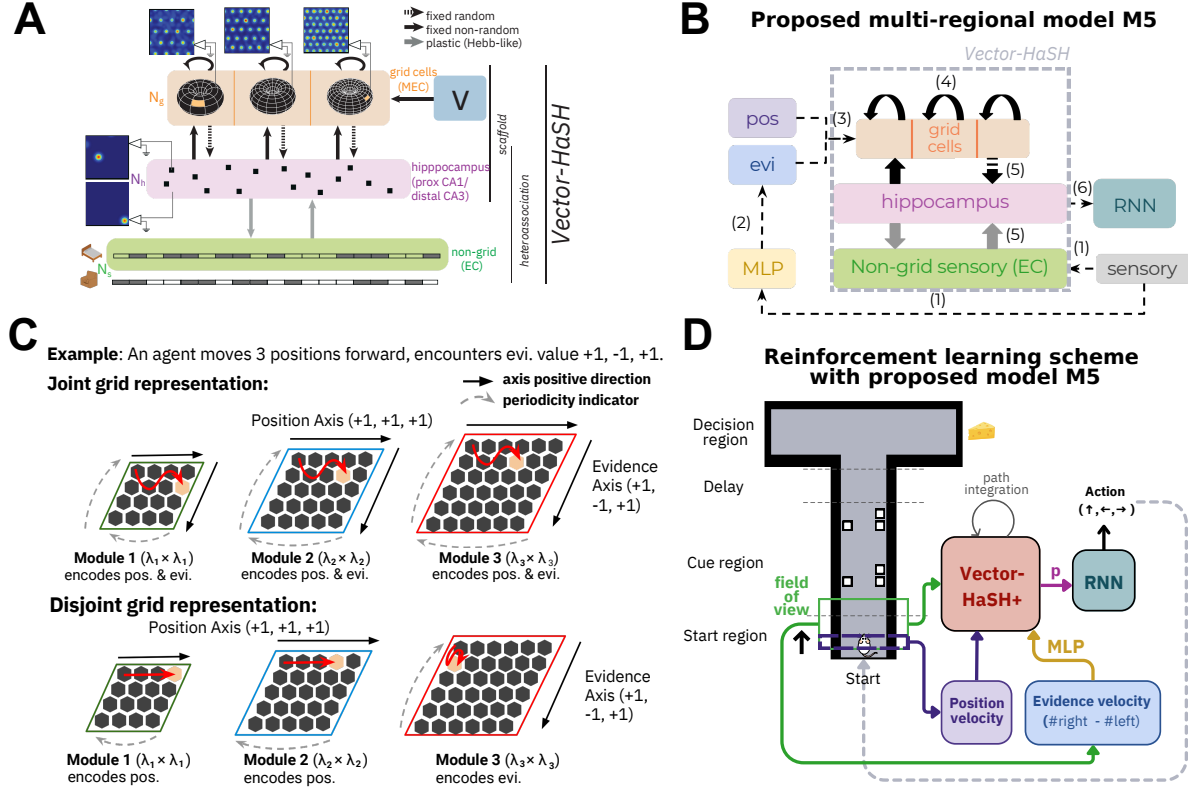 A
fixed random
fixed non-random
plastic (Hebb-like)
grid cells
(MEC)
N_g
V
scaffold
Vector-HaSH
hipppocampus
(prox CA1/
distal CA3)
N_h
heteroassociation
non-grid
(EC)
N_s
B
Proposed multi-regional model M5
Vector-HaSH
pos
evi
(3)
(4)
grid
cells
(5)
hippocampus
(6)
RNN
(2)
(5)
(1)
MLP
Non-grid sensory (EC)
sensory
(1)
C
Example: An agent moves 3 positions forward, encounters evi. value +1, -1, +1.
Joint grid representation:
axis positive direction
periodicity indicator
Position Axis (+1, +1, +1)
Evidence
Axis (+1,
-1, +1)
Module 1 (λ₁× λ₁)
encodes pos. & evi.
Module 2 (λ₂× λ₂)
encodes pos. & evi.
Module 3 (λ₃× λ₃)
encodes pos. & evi.
Disjoint grid representation:
Position Axis (+1, +1, +1)
Evidence
Axis (+1,
-1, +1)
Module 1 (λ₁× λ₁)
encodes pos.
Module 2 (λ₂× λ₂)
encodes pos.
Module 3 (λ₃× λ₃)
encodes evi.
D
Reinforcement learning scheme
with proposed model M5
Decision
region
Delay
Cue region
Start region
field
of
view
Start
path
integration
Action
(↑,←,→)
Vector-
HaSH+
p
RNN
MLP
Position
velocity
Evidence velocity
(#right - #left)